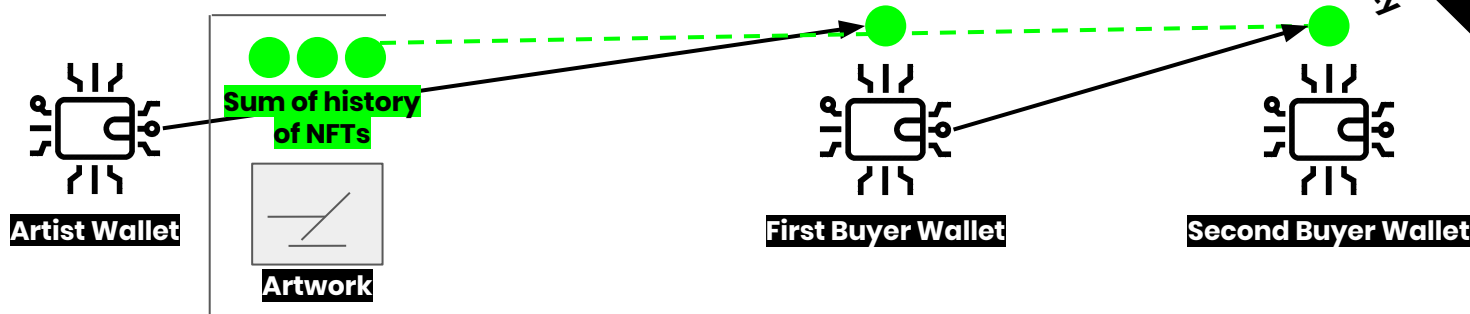 Sum of history
of NFTs
Artist Wallet
First Buyer Wallet
Second Buyer Wallet
Artwork